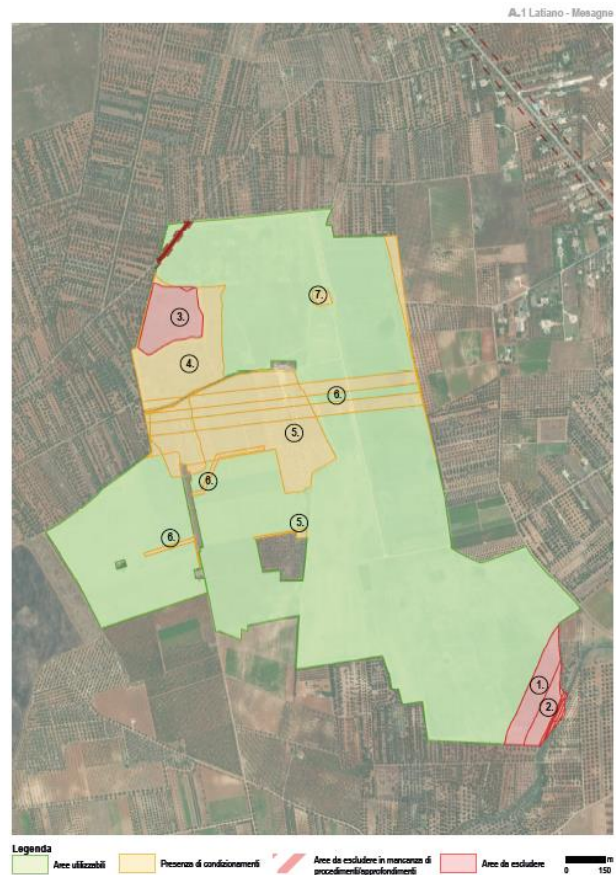 A.1 Latiano - Mesagne
7.
3.
4.
6.
5.
6.
5.
6.
1.
2.
Legenda
Aree utilizzabili
Presenza di condizionamenti
Aree da escludere in mancanza di
procedimenti/approfondimenti
Aree da escludere
m
0 150